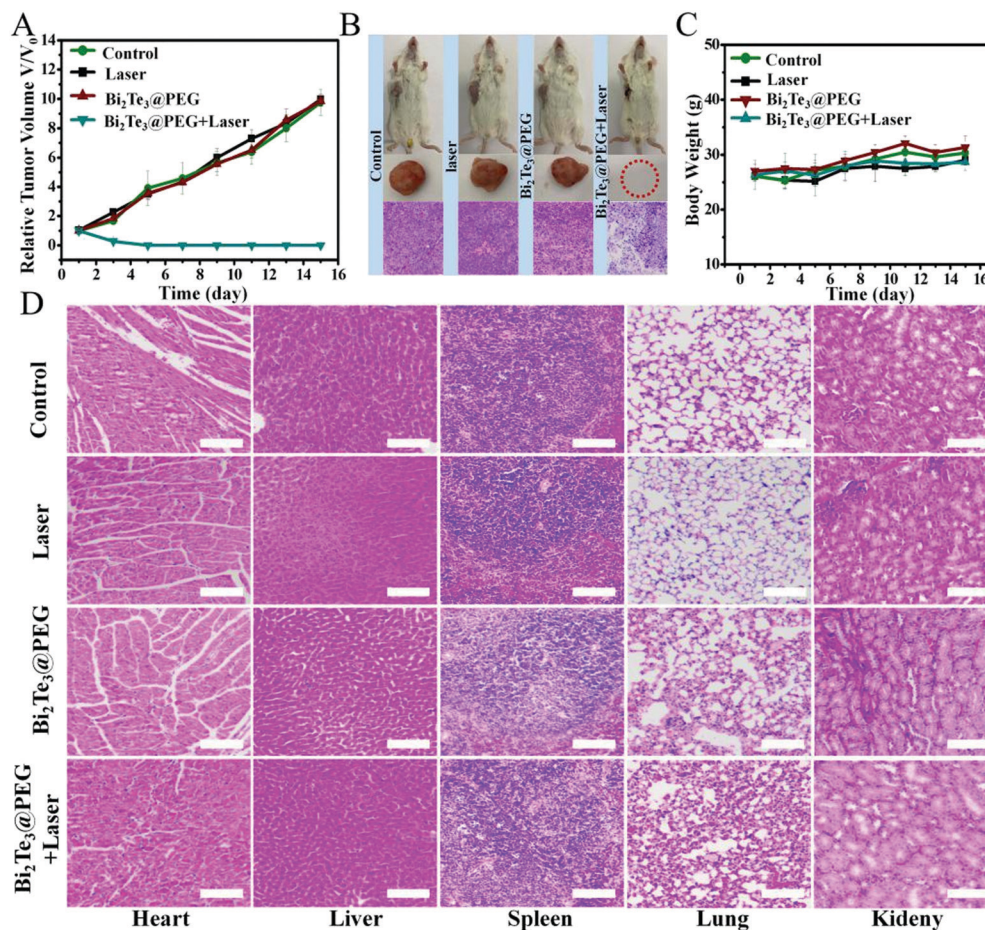 A
Relative Tumor Volume V/V₀
14
12
10
8
6
4
2
0
Control
Laser
Bi₂Te₃@PEG
Bi₂Te₃@PEG+Laser
0 2 4 6 8 10 12 14 16
Time (day)
B
Control
laser
Bi₂Te₃@PEG
Bi₂Te₃@PEG+Laser
C
Body Weight (g)
50
40
30
20
10
Control
Laser
Bi₂Te₃@PEG
Bi₂Te₃@PEG+Laser
0 2 4 6 8 10 12 14 16
Time (day)
D
Control
Laser
Bi₂Te₃@PEG
Bi₂Te₃@PEG
+Laser
Heart Liver Spleen Lung Kideny